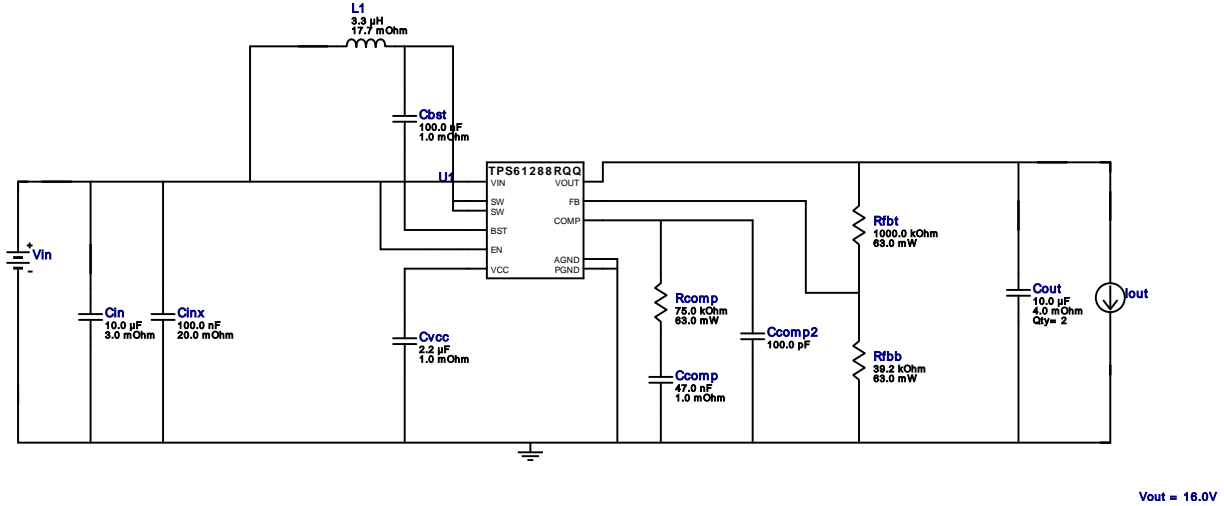 L1
3.3 µH
17.7 mOhm
Cbst
100.0 nF
1.0 mOhm
U1
TPS61288RQQ
VIN
VOUT
SW
FB
SW
COMP
BST
EN
AGND
VCC
PGND
Vin
+
-
Cin
10.0 µF
3.0 mOhm
Cinx
100.0 nF
20.0 mOhm
Cvcc
2.2 µF
1.0 mOhm
Rcomp
75.0 kOhm
63.0 mW
Ccomp
47.0 nF
1.0 mOhm
Ccomp2
100.0 pF
Rfbt
1000.0 kOhm
63.0 mW
Rfbb
39.2 kOhm
63.0 mW
Cout
10.0 µF
4.0 mOhm
Qty= 2
Iout
Vout = 16.0V